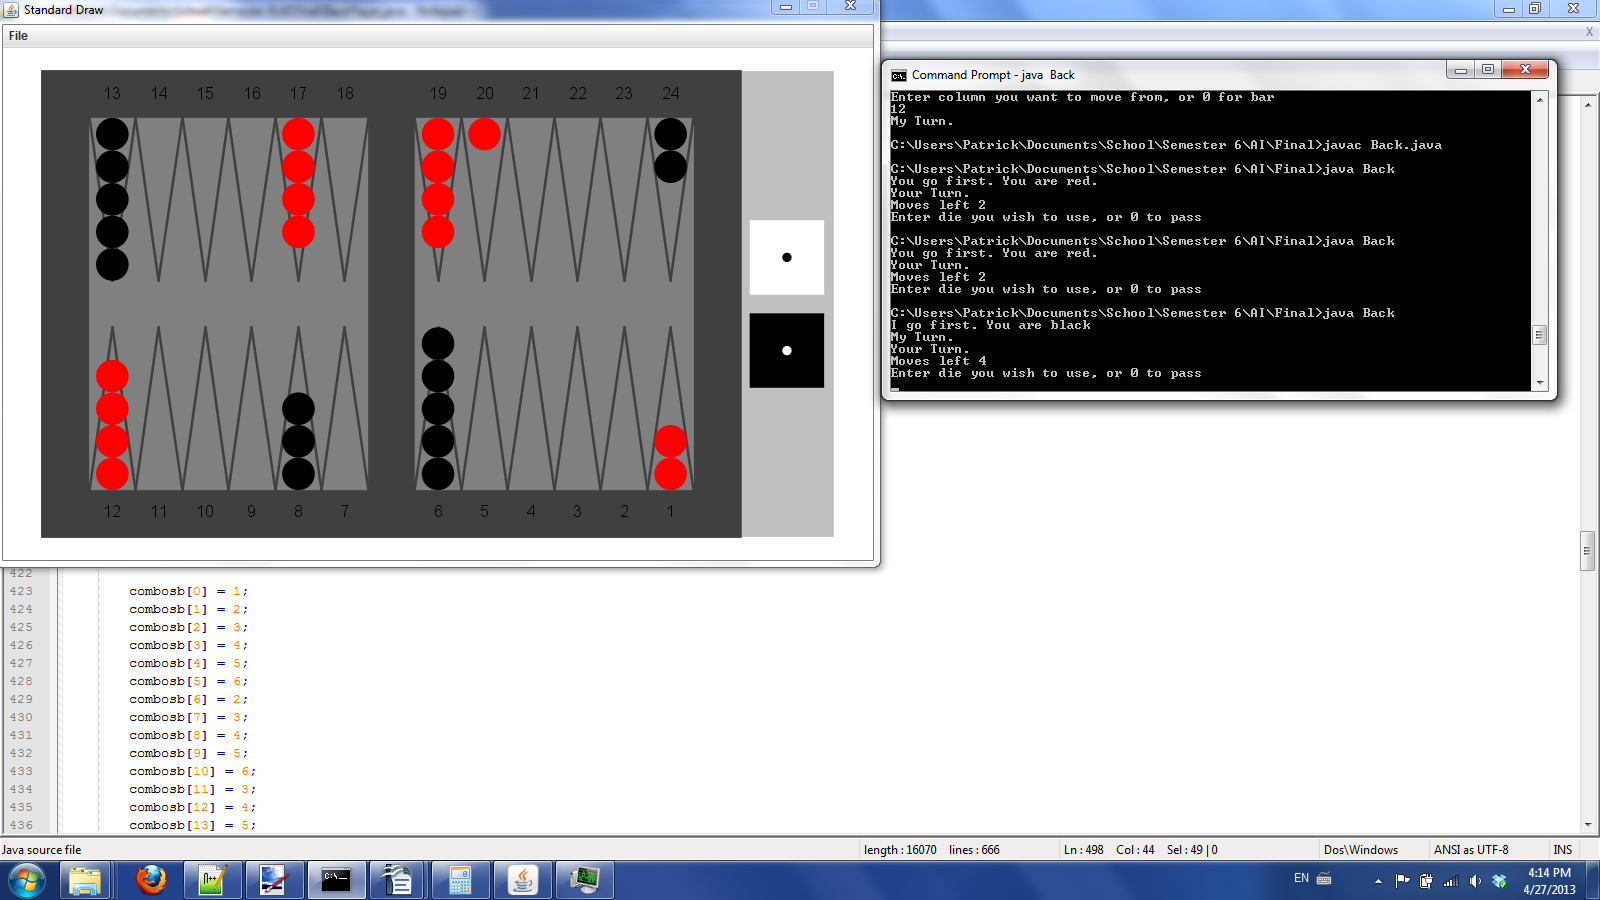 Standard Draw
File
13 14 15 16 17 18 19 20 21 22 23 24
12 11 10 9 8 7 6 5 4 3 2 1
Command Prompt - java  Back
Enter column you want to move from, or 0 for bar
12
My Turn.
C:\Users\Patrick\Documents\School\Semester 6\AI\Final>javac Back.java
C:\Users\Patrick\Documents\School\Semester 6\AI\Final>java Back
You go first. You are red.
Your Turn.
Moves left 2
Enter die you wish to use, or 0 to pass
C:\Users\Patrick\Documents\School\Semester 6\AI\Final>java Back
You go first. You are red.
Your Turn.
Moves left 2
Enter die you wish to use, or 0 to pass
C:\Users\Patrick\Documents\School\Semester 6\AI\Final>java Back
I go first. You are black
My Turn.
Your Turn.
Moves left 4
Enter die you wish to use, or 0 to pass
422
423 combosb[0] = 1;
424 combosb[1] = 2;
425 combosb[2] = 3;
426 combosb[3] = 4;
427 combosb[4] = 5;
428 combosb[5] = 6;
429 combosb[6] = 2;
430 combosb[7] = 3;
431 combosb[8] = 4;
432 combosb[9] = 5;
433 combosb[10] = 6;
434 combosb[11] = 3;
435 combosb[12] = 4;
436 combosb[13] = 5;
Java source file length : 16070 lines : 666 Ln : 498 Col : 44 Sel : 49 | 0 Dos\Windows ANSI as UTF-8 INS
EN
4:14 PM
4/27/2013